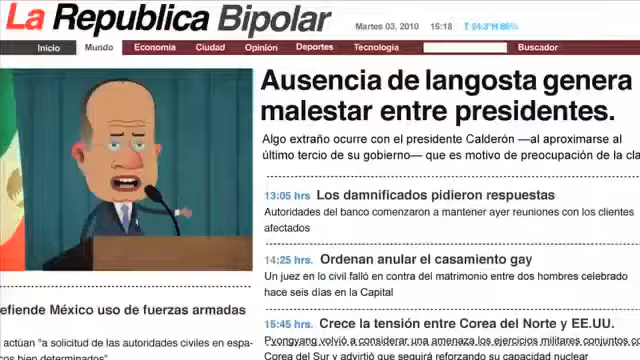 La Republica Bipolar
Martes 03, 2010 16:18 T 24.3°H 86%
Inicio Mundo Economía Ciudad Opinión Deportes Tecnología Buscador
Ausencia de langosta genera
malestar entre presidentes.
Algo extraño ocurre con el presidente Calderón —al aproximarse al
último tercio de su gobierno— que es motivo de preocupación de la cla
13:05 hrs Los damnificados pidieron respuestas
Autoridades del banco comenzaron a mantener ayer reuniones con los clientes
afectados
14:25 hrs. Ordenan anular el casamiento gay
Un juez en lo civil falló en contra del matrimonio entre dos hombres celebrado
hace seis días en la Capital
efiende México uso de fuerzas armadas
actúan “a solicitud de las autoridades civiles en espa-
cios bien determinados”
15:45 hrs. Crece la tensión entre Corea del Norte y EE.UU.
Pyongyang volvió a considerar una amenaza los ejercicios militares conjuntos c
Corea del Sur y advirtió que seguirá reforzando su capacidad nuclear